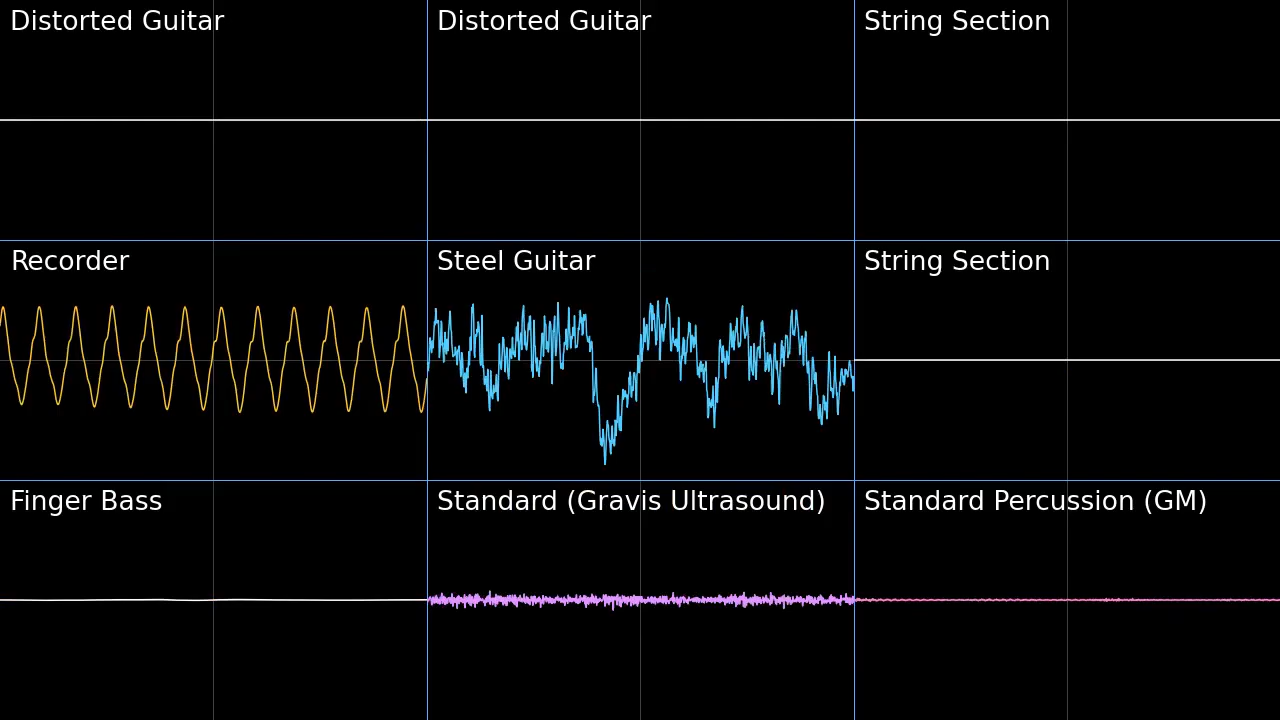 Distorted Guitar
Distorted Guitar
String Section
Recorder
Steel Guitar
String Section
Finger Bass
Standard (Gravis Ultrasound)
Standard Percussion (GM)